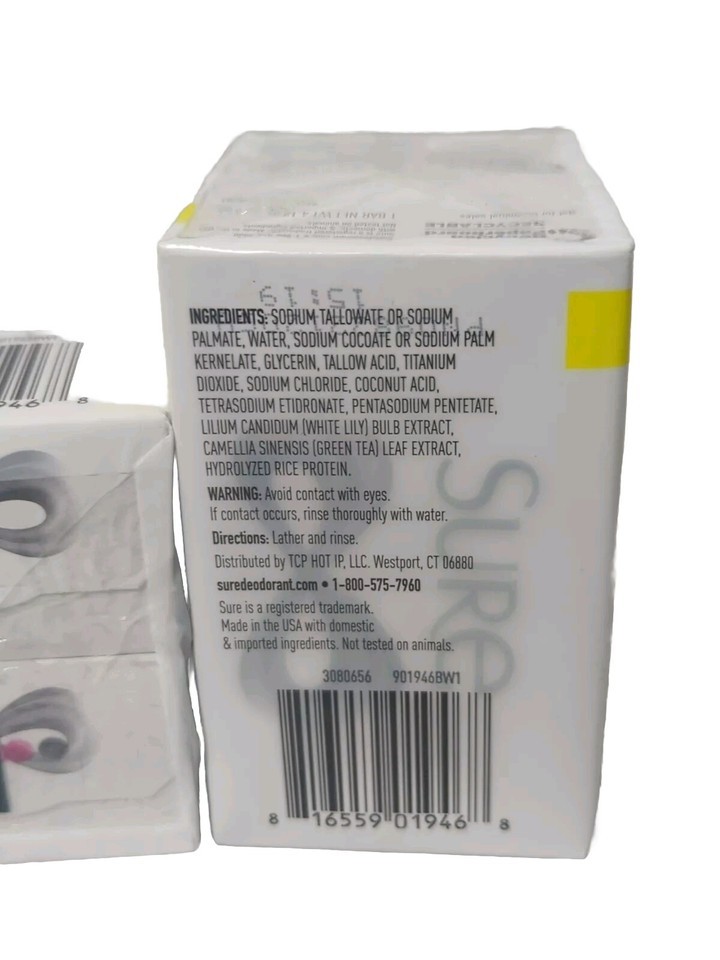 15:19
INGREDIENTS: SODIUM TALLOWATE OR SODIUM
PALMATE, WATER, SODIUM COCOATE OR SODIUM PALM
KERNELATE, GLYCERIN, TALLOW ACID, TITANIUM
DIOXIDE, SODIUM CHLORIDE, COCONUT ACID,
TETRASODIUM ETIDRONATE, PENTASODIUM PENTETATE,
LILIUM CANDIDUM (WHITE LILY) BULB EXTRACT,
CAMELLIA SINENSIS (GREEN TEA) LEAF EXTRACT,
HYDROLYZED RICE PROTEIN.
WARNING: Avoid contact with eyes.
If contact occurs, rinse thoroughly with water.
Directions: Lather and rinse.
Distributed by TCP HOT IP, LLC. Westport, CT 06880
suredeodorant.com • 1-800-575-7960
Sure is a registered trademark.
Made in the USA with domestic
& imported ingredients. Not tested on animals.
3080656 901946BW1
8 16559 01946 8
SURe
RECYCLABLE
Paperboard
1 BAR
946 8